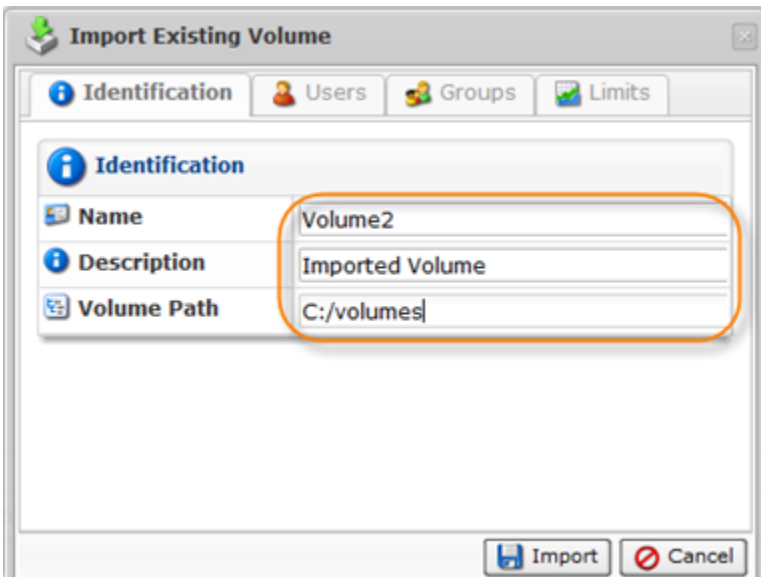 Import Existing Volume
Identification Users Groups Limits
Identification
Name Volume2
Description Imported Volume
Volume Path C:/volumes
Import Cancel